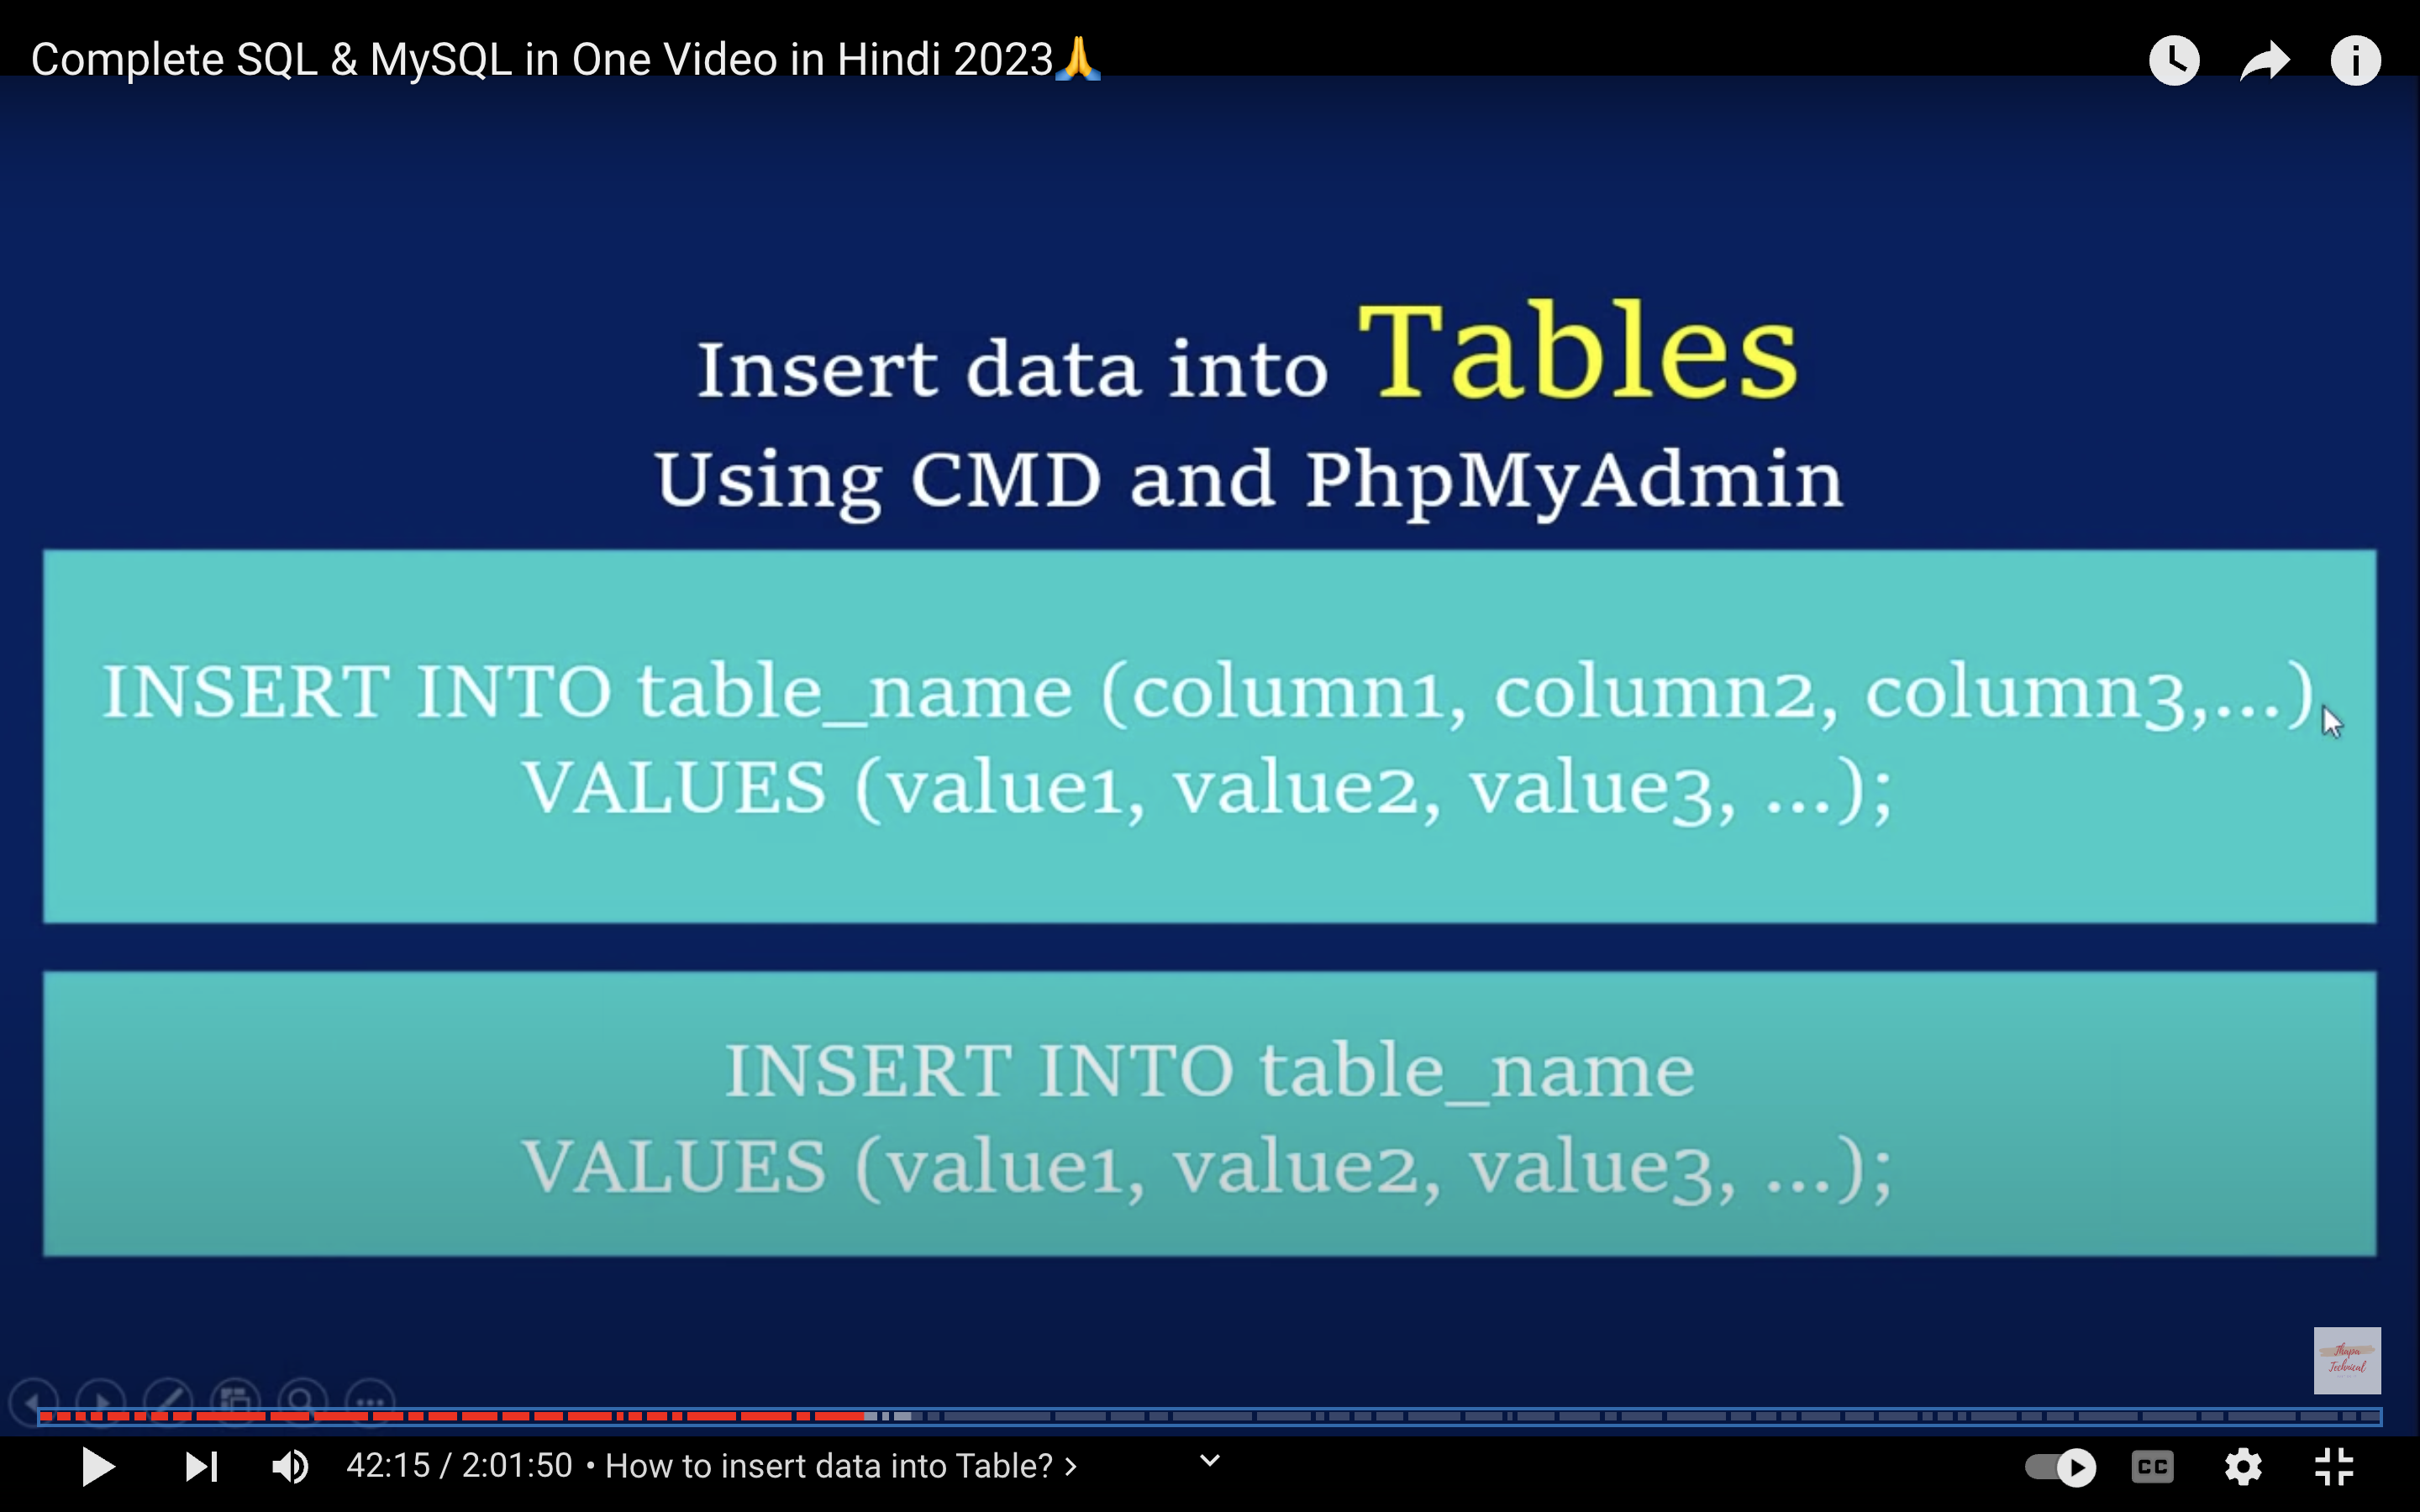 Complete SQL & MySQL in One Video in Hindi 2023🙏
Insert data into Tables
Using CMD and PhpMyAdmin
INSERT INTO table_name (column1, column2, column3,...)
VALUES (value1, value2, value3, ...);
INSERT INTO table_name
VALUES (value1, value2, value3, ...);
Thapa
Technical
42:15 / 2:01:50 • How to insert data into Table? >
CC